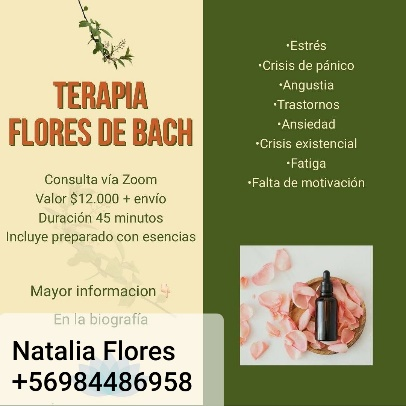 TERAPIA
FLORES DE BACH
Consulta vía Zoom
Valor $12.000 + envío
Duración 45 minutos
Incluye preparado con esencias
Mayor informacion
En la biografía
Natalia Flores
+56984486958
•Estrés
•Crisis de pánico
•Angustia
•Trastornos
•Ansiedad
•Crisis existencial
•Fatiga
•Falta de motivación